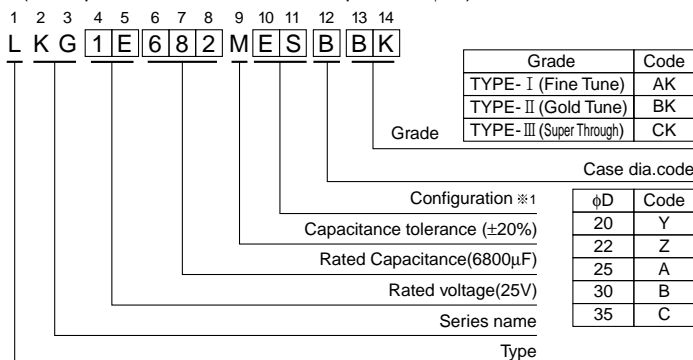 1 2 3 4 5 6 7 8 9 10 11 12 13 14
L K G 1 E 6 8 2 M E S B B K
Grade Code
TYPE-Ⅰ(Fine Tune) AK
TYPE-Ⅱ(Gold Tune) BK
TYPE-Ⅲ(Super Through) CK
Grade
Case dia.code
Configuration ※1
Capacitance tolerance (±20%)
Rated Capacitance(6800μF)
Rated voltage(25V)
Series name
Type
ϕD Code
20 Y
22 Z
25 A
30 B
35 C